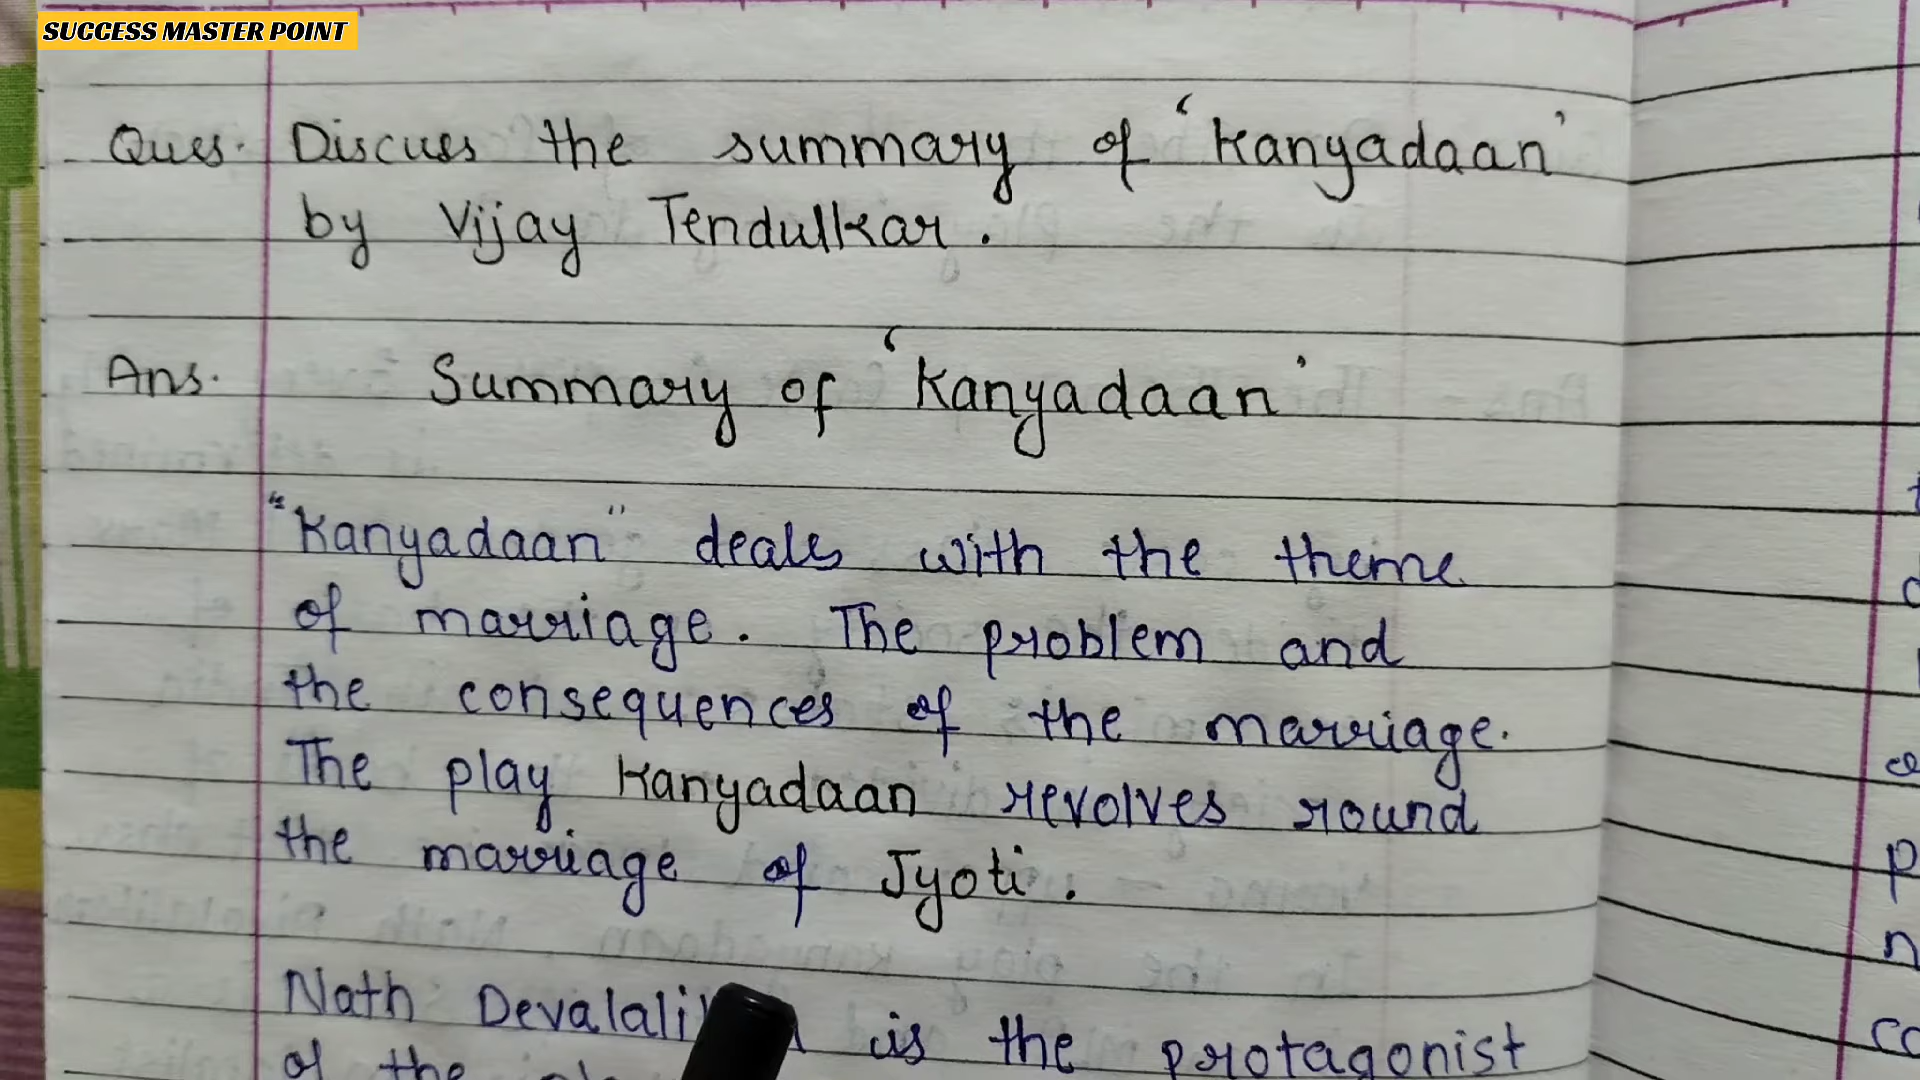 SUCCESS MASTER POINT
Ques. Discuss the summary of 'Kanyadaan'
by Vijay Tendulkar.
Ans. Summary of 'Kanyadaan'
"Kanyadaan" deals with the theme
of marriage. The problem and
the consequences of the marriage.
The play Kanyadaan revolves round
the marriage of Jyoti.
Nath is the protagonist
of the